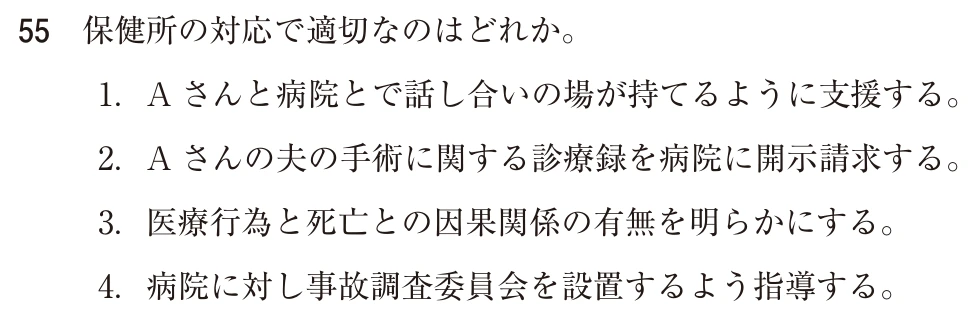 55 保健所の対応で適切なのはどれか。
1. A さんと病院とで話し合いの場が持てるように支援する。
2. A さんの夫の手術に関する診療録を病院に開示請求する。
3. 医療行為と死亡との因果関係の有無を明らかにする。
4. 病院に対し事故調査委員会を設置するよう指導する。